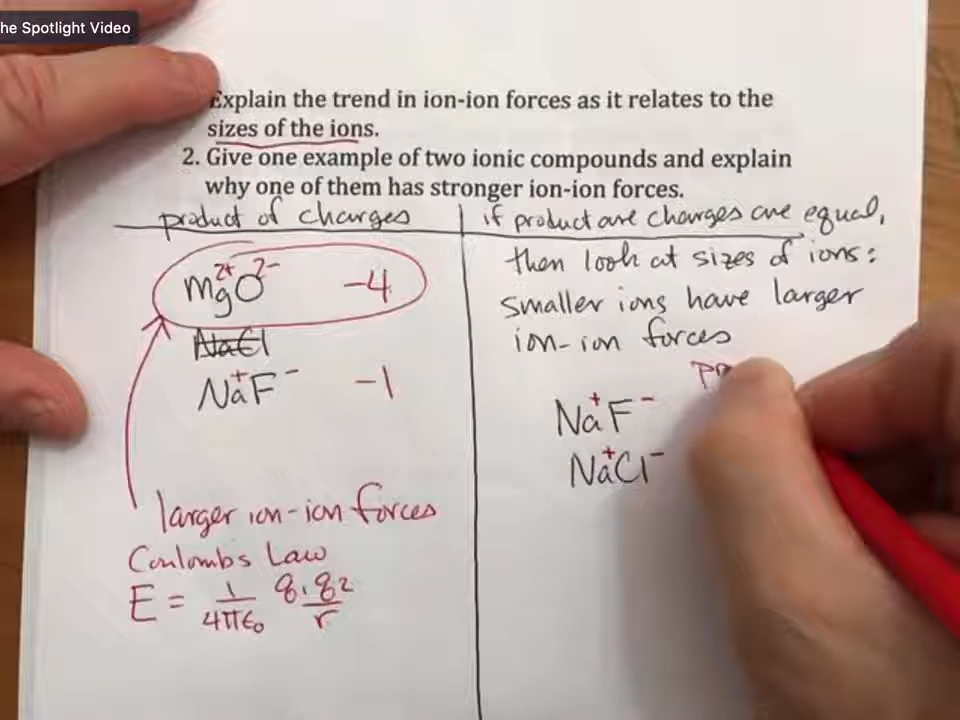 he Spotlight Video
Explain the trend in ion-ion forces as it relates to the
sizes of the ions.
2. Give one example of two ionic compounds and explain
why one of them has stronger ion-ion forces.
product of charges
Mg²⁺O²⁻ -4
NaCl
Na⁺F⁻ -1
larger ion-ion forces
Coulombs Law
E = 1/4πε₀ q₁q₂/r
if product are charges are equal,
then look at sizes of ions:
smaller ions have larger
ion-ion forces
Na⁺F⁻
Na⁺Cl⁻